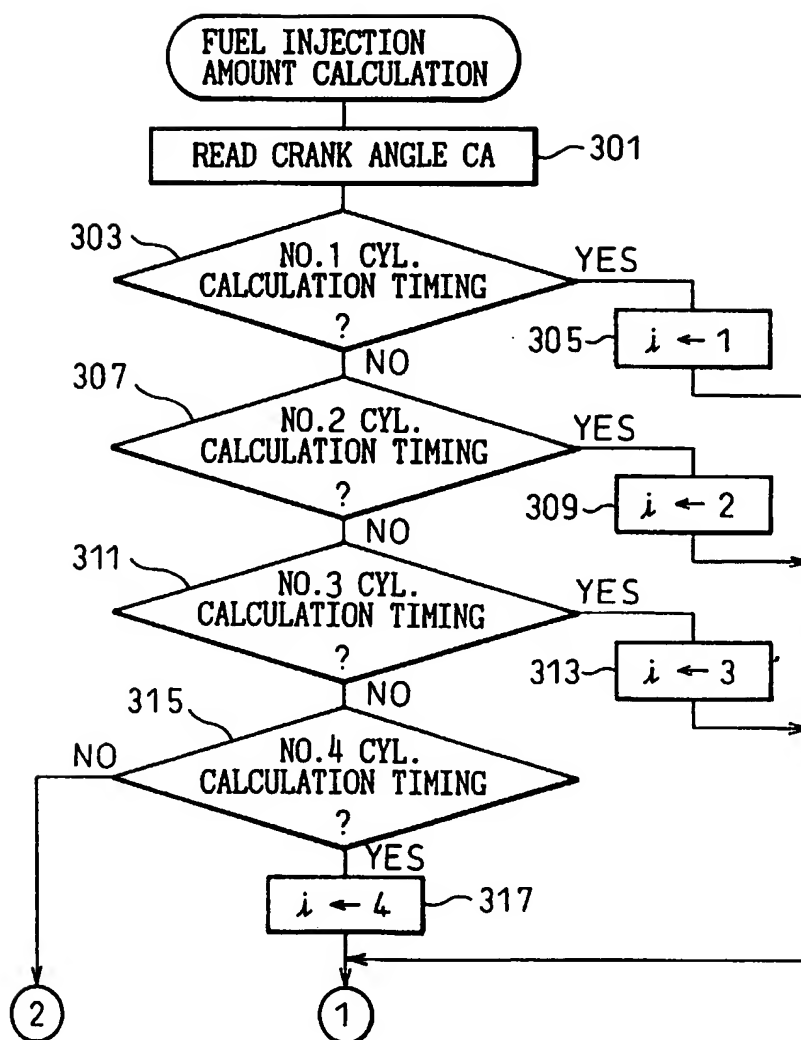 FUEL INJECTION
AMOUNT CALCULATION
READ CRANK ANGLE CA
301
303
NO.1 CYL.
CALCULATION TIMING
?
YES
305
i ← 1
NO
307
NO.2 CYL.
CALCULATION TIMING
?
YES
309
i ← 2
NO
311
NO.3 CYL.
CALCULATION TIMING
?
YES
313
i ← 3
NO
315
NO
NO.4 CYL.
CALCULATION TIMING
?
YES
i ← 4
317
2
1